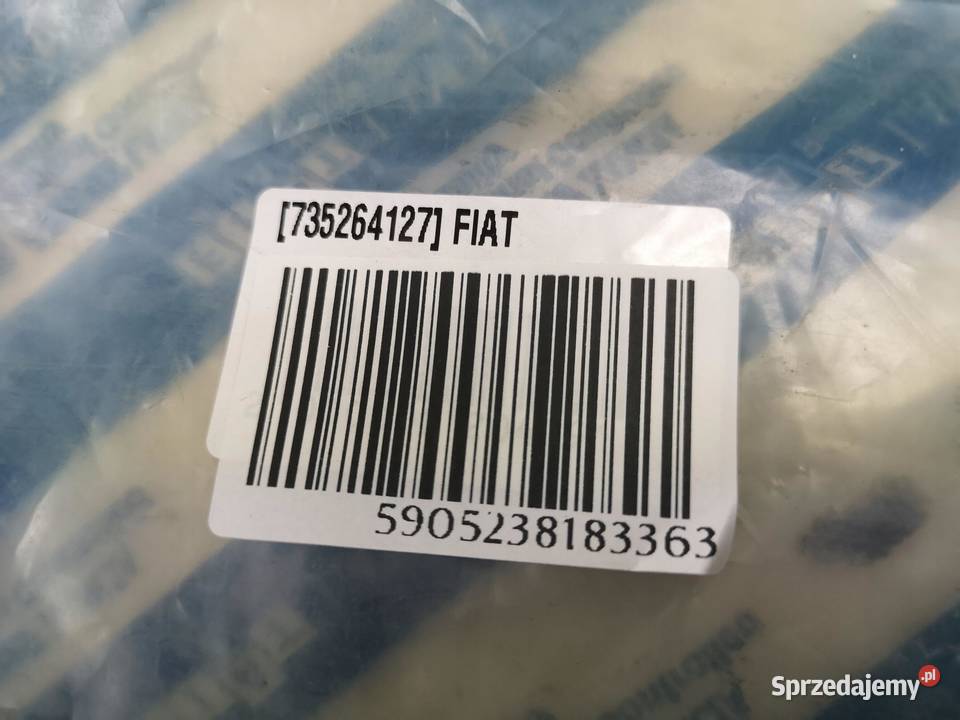 [735264127] FIAT
5905238183363
Sprzedajemy.pl